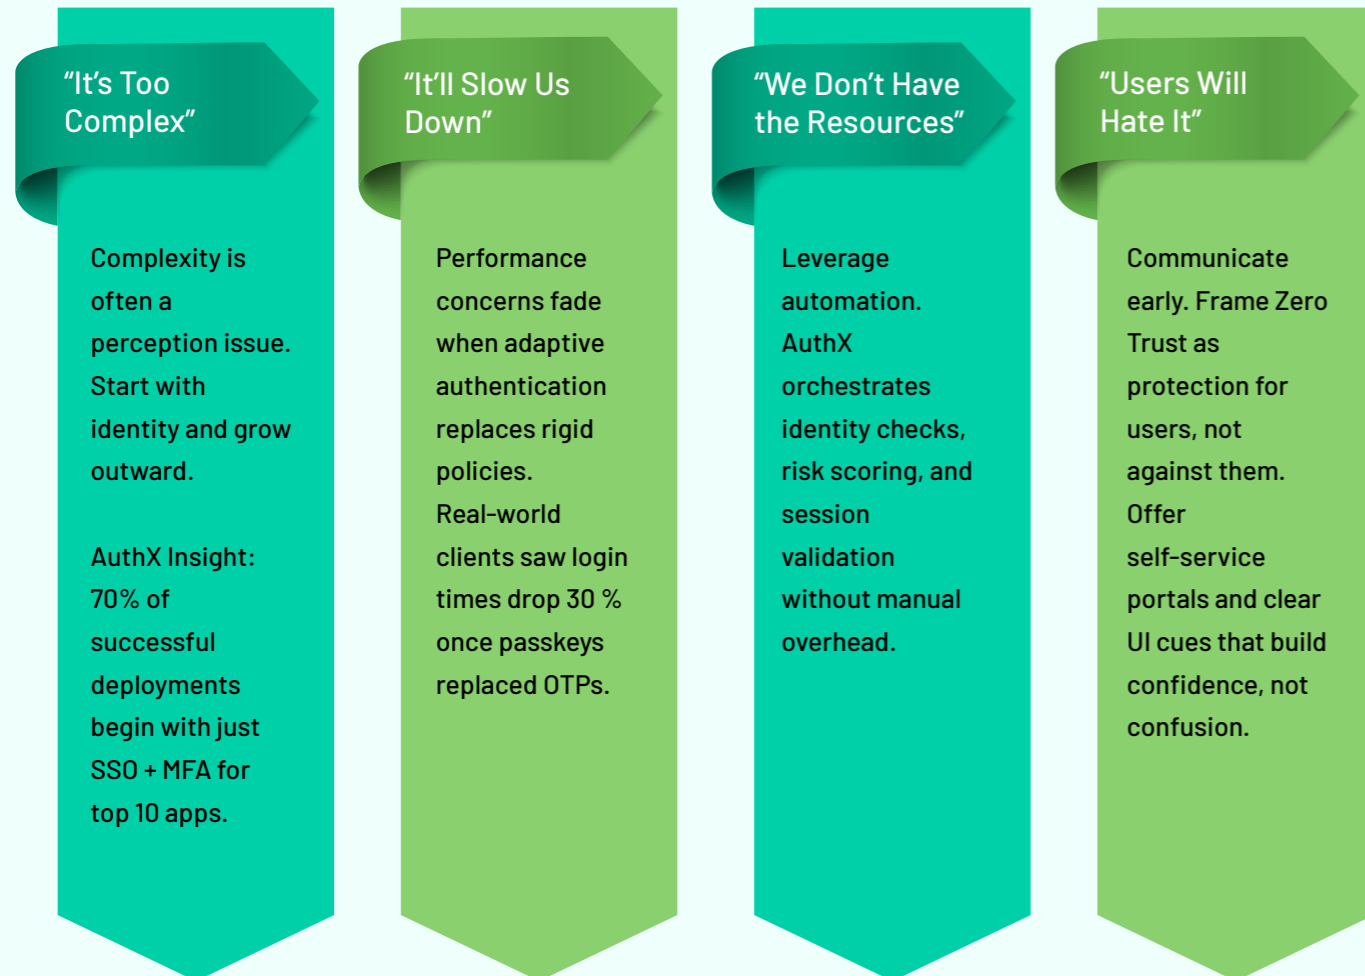 “It’s Too
Complex”
Complexity is
often a
perception issue.
Start with
identity and grow
outward.
AuthX Insight:
70% of
successful
deployments
begin with just
SSO + MFA for
top 10 apps.
“It’ll Slow Us
Down”
Performance
concerns fade
when adaptive
authentication
replaces rigid
policies.
Real-world
clients saw login
times drop 30 %
once passkeys
replaced OTPs.
“We Don’t Have
the Resources”
Leverage
automation.
AuthX
orchestrates
identity checks,
risk scoring, and
session
validation
without manual
overhead.
“Users Will
Hate It”
Communicate
early. Frame Zero
Trust as
protection for
users, not
against them.
Offer
self-service
portals and clear
UI cues that build
confidence, not
confusion.